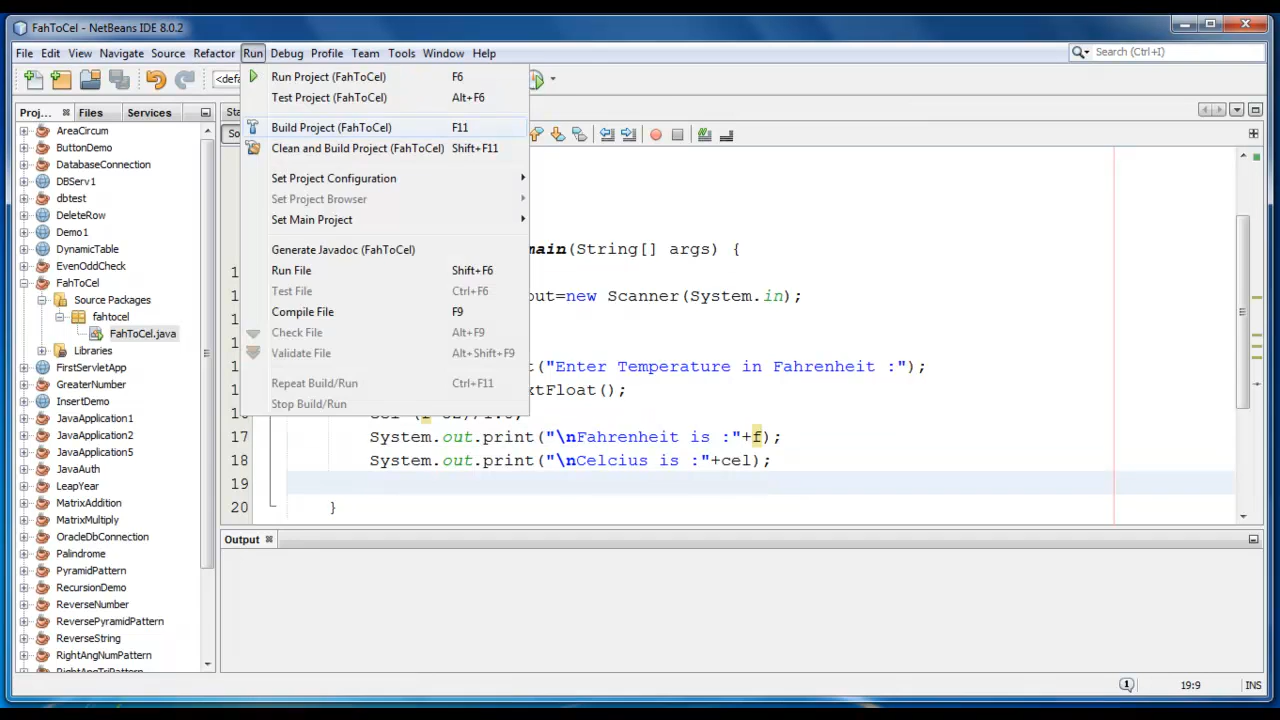 FahToCel - NetBeans IDE 8.0.2
File Edit View Navigate Source Refactor Run Debug Profile Team Tools Window Help
Search (Ctrl+I)
Run Project (FahToCel) F6
Test Project (FahToCel) Alt+F6
Build Project (FahToCel) F11
Clean and Build Project (FahToCel) Shift+F11
Set Project Configuration
Set Project Browser
Set Main Project
Generate Javadoc (FahToCel)
Run File Shift+F6
Test File Ctrl+F6
Compile File F9
Check File Alt+F9
Validate File Alt+Shift+F9
Repeat Build/Run Ctrl+F11
Stop Build/Run
Proj... Files Services
AreaCircum
ButtonDemo
DatabaseConnection
DBServ1
dbtest
DeleteRow
Demo1
DynamicTable
EvenOddCheck
FahToCel
Source Packages
fahtocel
FahToCel.java
Libraries
FirstServletApp
GreaterNumber
InsertDemo
JavaApplication1
JavaApplication2
JavaApplication5
JavaAuth
LeapYear
MatrixAddition
MatrixMultiply
OracleDbConnection
Palindrome
PyramidPattern
RecursionDemo
ReverseNumber
ReversePyramidPattern
ReverseString
RightAngNumPattern
RightAngTriPattern
main(String[] args) {
out=new Scanner(System.in);
t("Enter Temperature in Fahrenheit :");
xtFloat();
17 System.out.print("\nFahrenheit is :"+f);
18 System.out.print("\nCelcius is :"+cel);
19
20 }
Output
19:9 INS